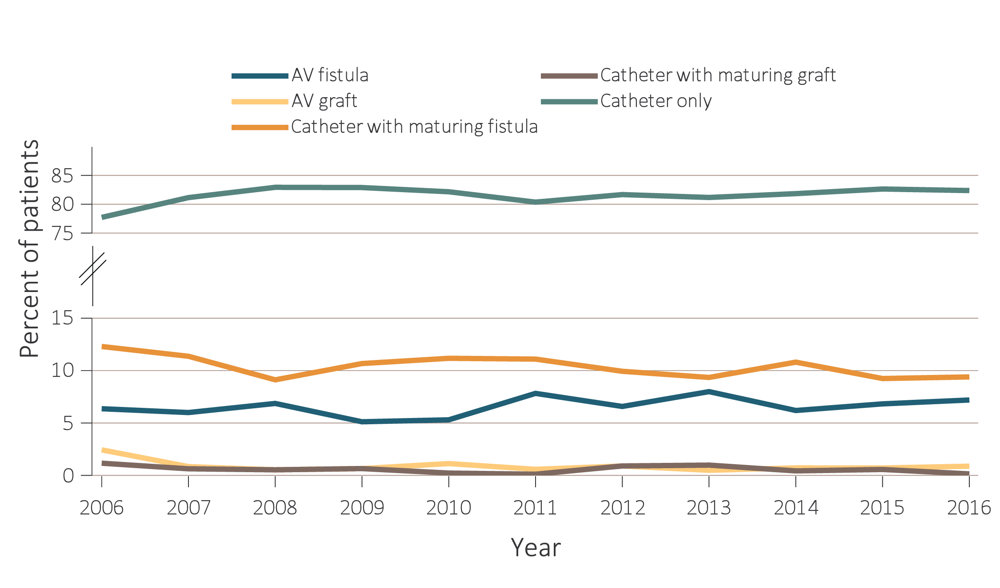 AV fistula
Catheter with maturing graft
AV graft
Catheter only
Catheter with maturing fistula
Percent of patients
85
80
75
15
10
5
0
2006 2007 2008 2009 2010 2011 2012 2013 2014 2015 2016
Year